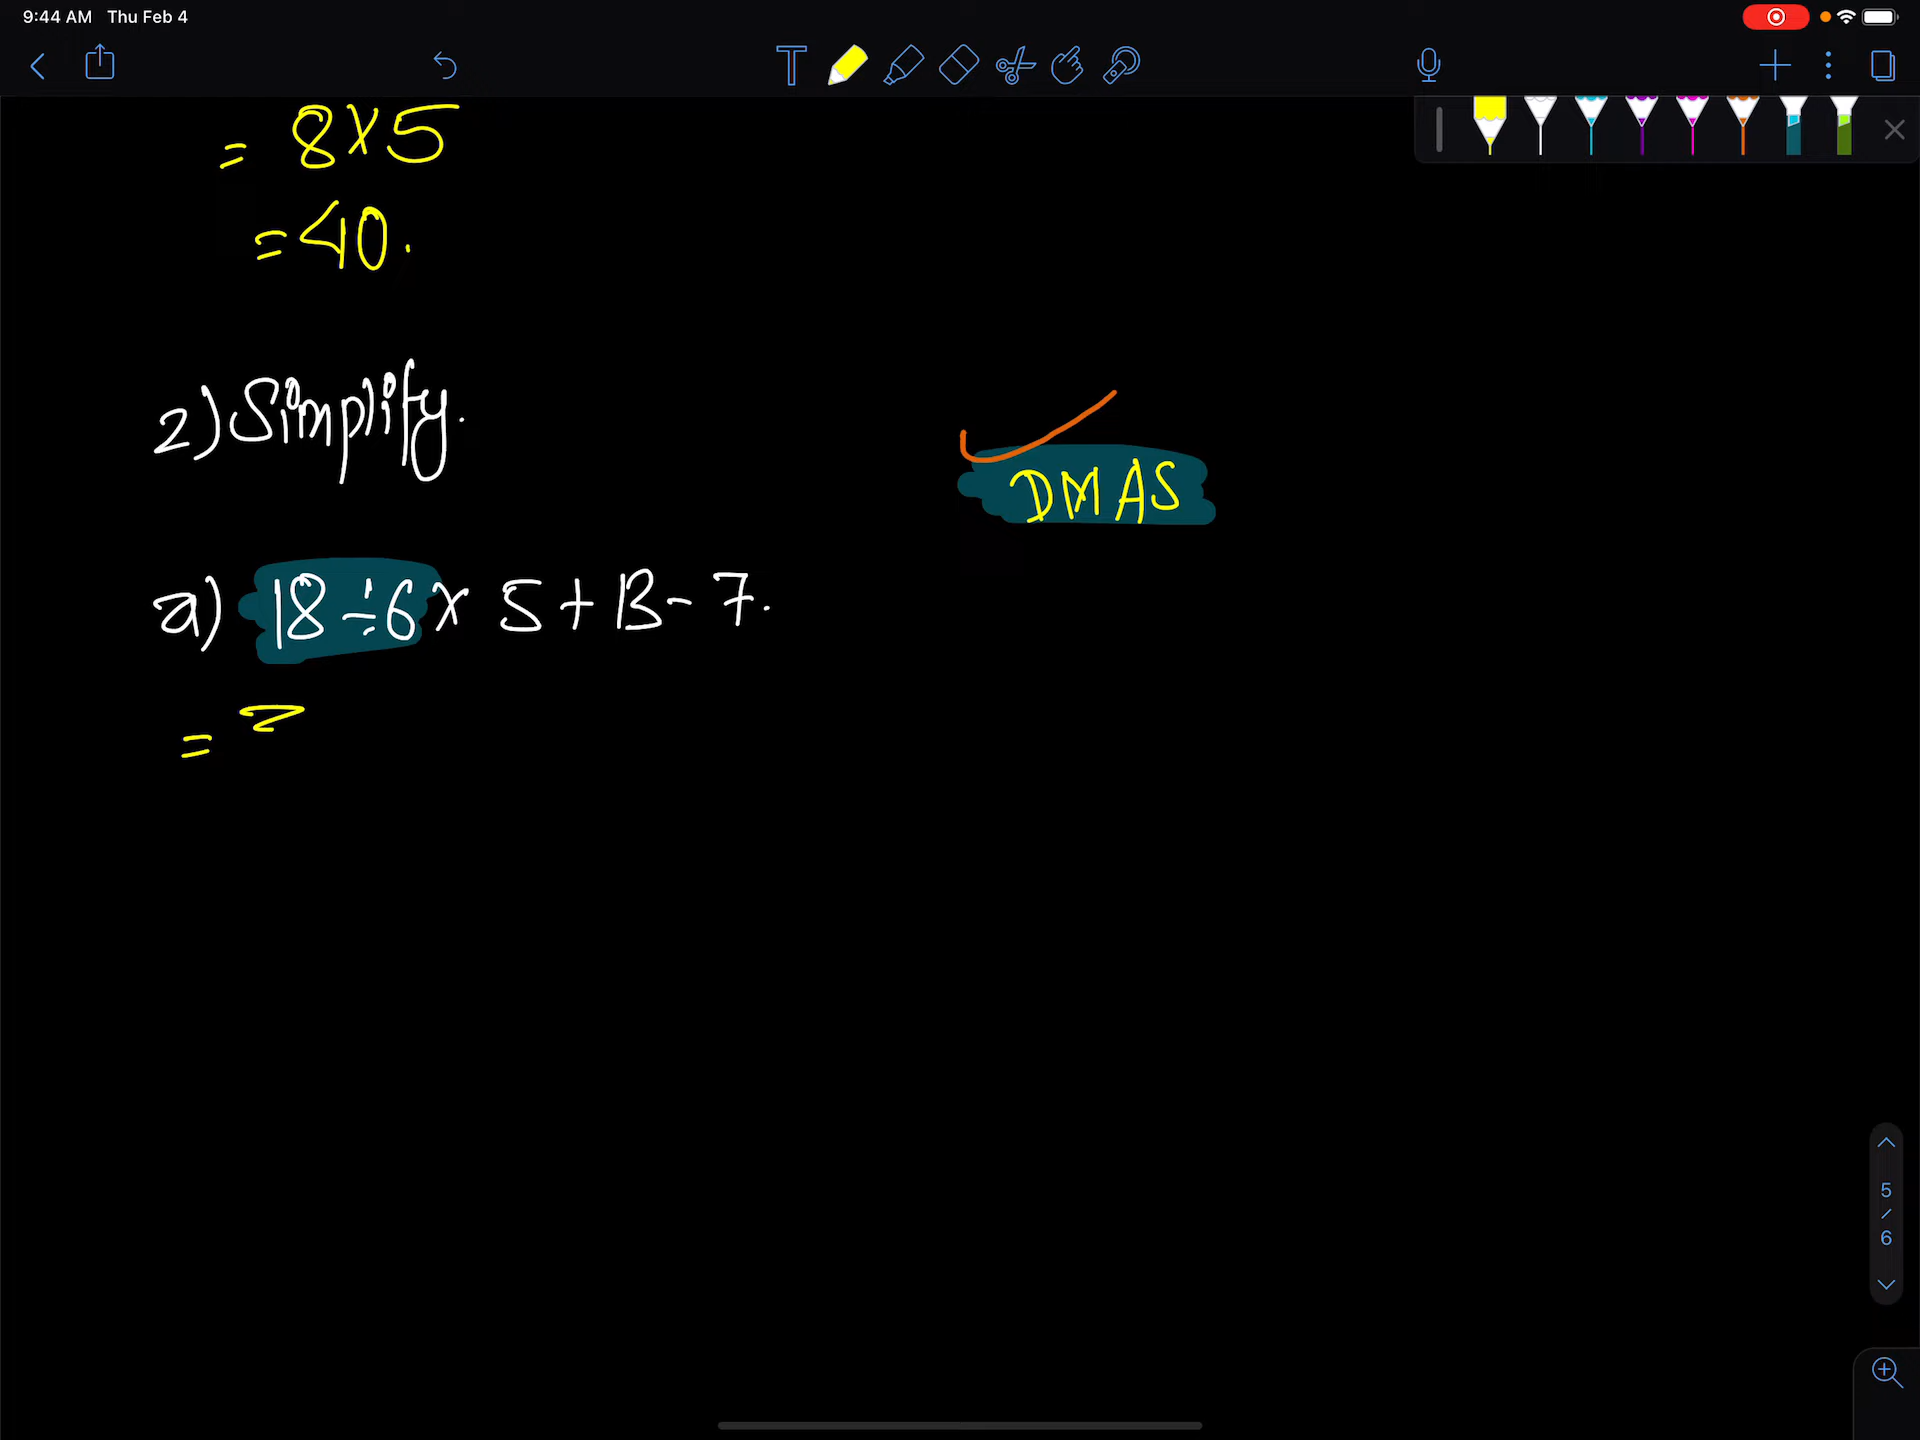 9:44 AM Thu Feb 4
= 8×5
=40.
2) Simplify.
DMAS
a) 18÷6× 5+13-7.
=
5
/
6